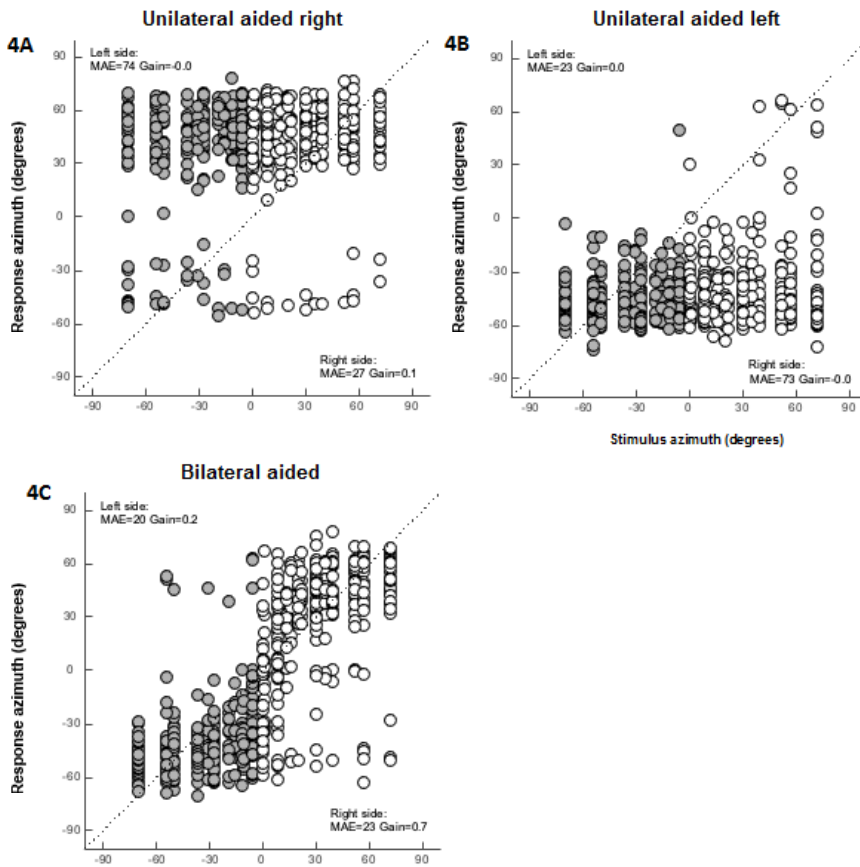 Unilateral aided right
4A
Left side:
MAE=74 Gain=-0.0
Response azimuth (degrees)
90
60
30
0
-30
-60
-90
Right side:
MAE=27 Gain=0.1
-90 -60 -30 0 30 60 90
Unilateral aided left
4B
Left side:
MAE=23 Gain=0.0
Response azimuth (degrees)
90
60
30
0
-30
-60
-90
Right side:
MAE=73 Gain=-0.0
-90 -60 -30 0 30 60 90
Stimulus azimuth (degrees)
Bilateral aided
4C
Left side:
MAE=20 Gain=0.2
Response azimuth (degrees)
90
60
30
0
-30
-60
-90
Right side:
MAE=23 Gain=0.7
-90 -60 -30 0 30 60 90